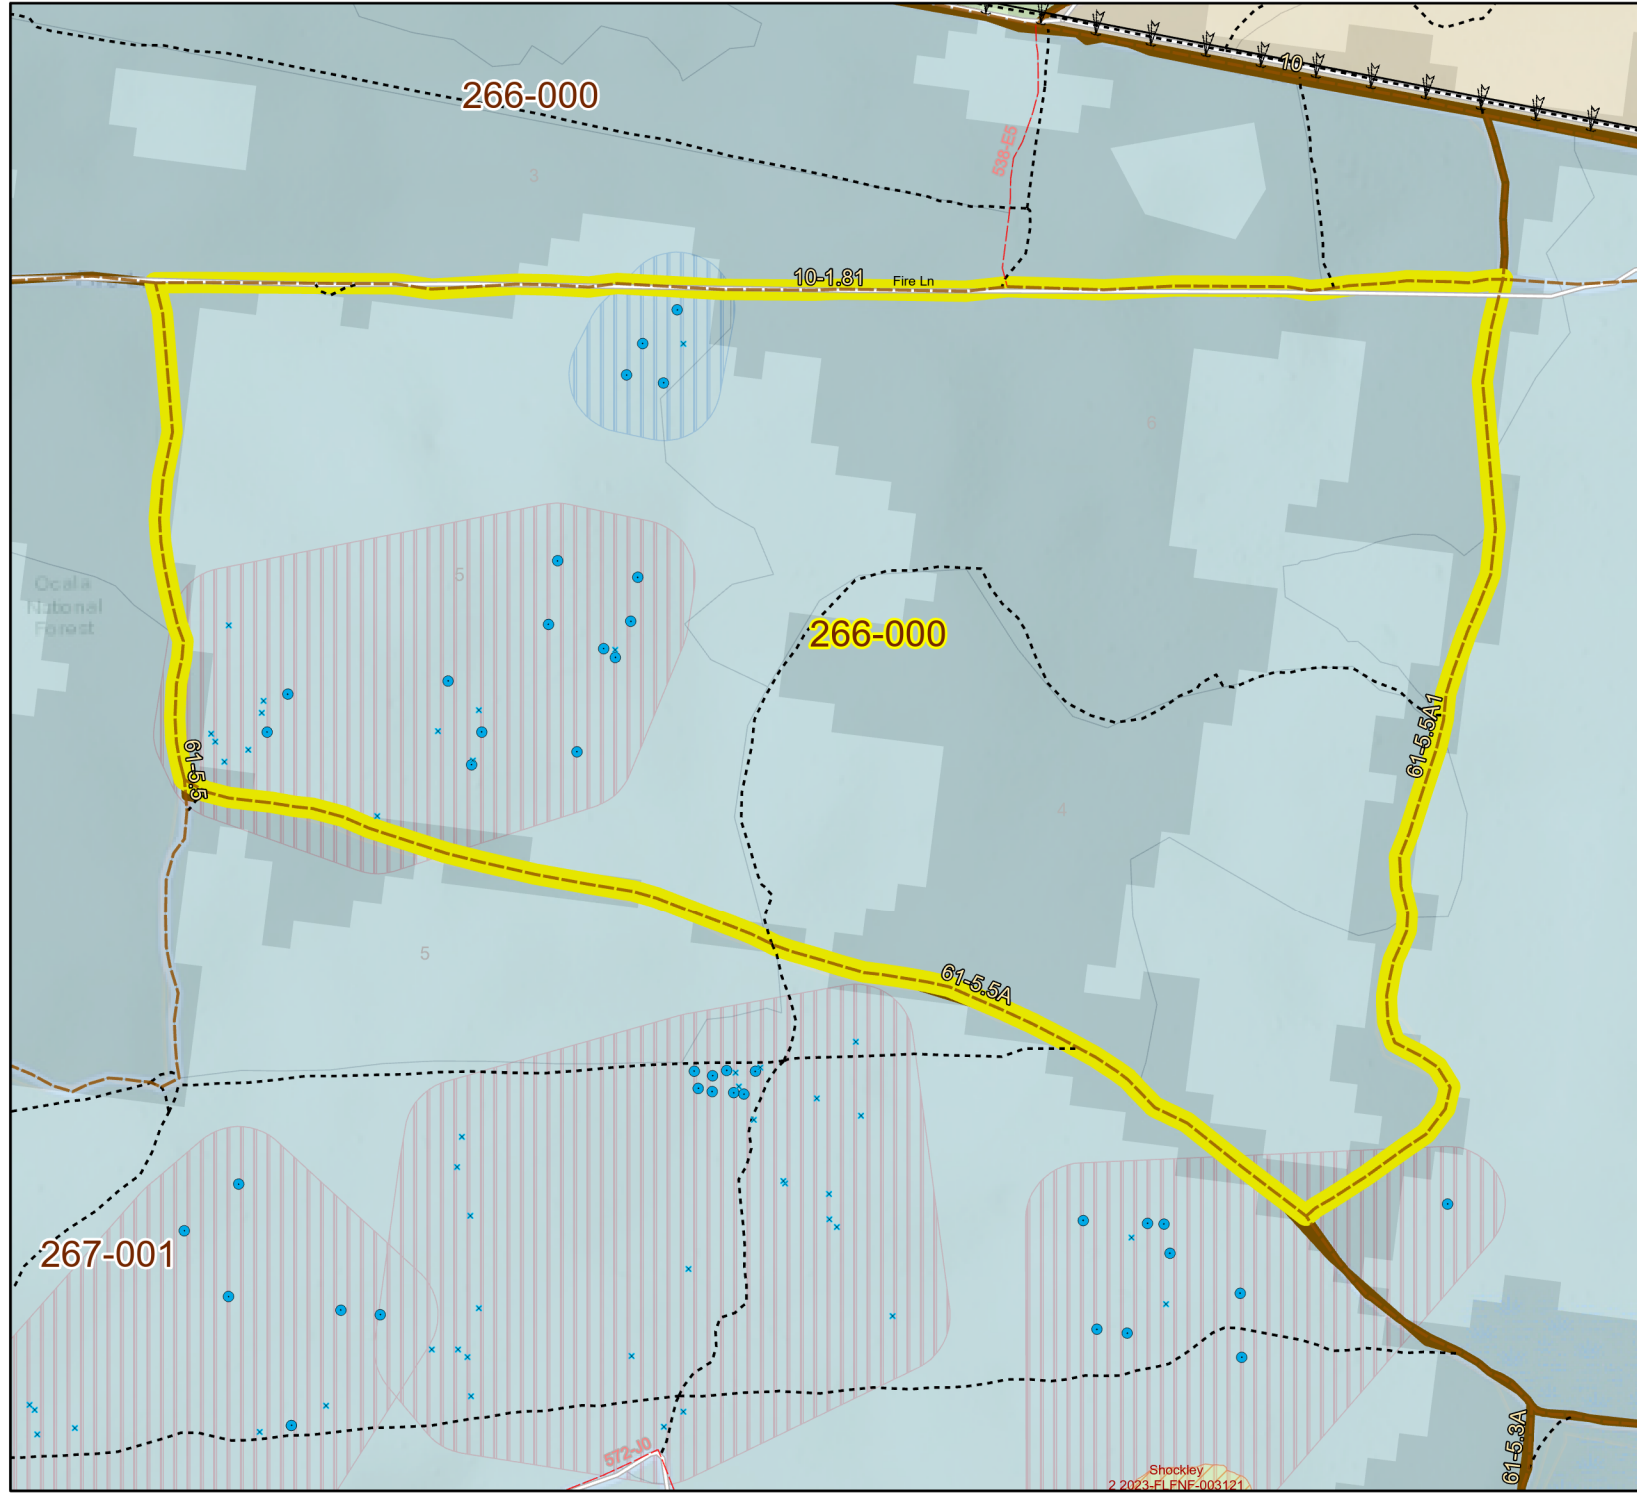 10
266-000
538-E5
3
10-1.81 Fire Ln
6
5
Ocala
National
Forest
266-000
61-5.5A1
61-5.5
4
5
61-5.5A
267-001
61-5.3A
572-J0
Shockley
2 2023-FLFNF-003121